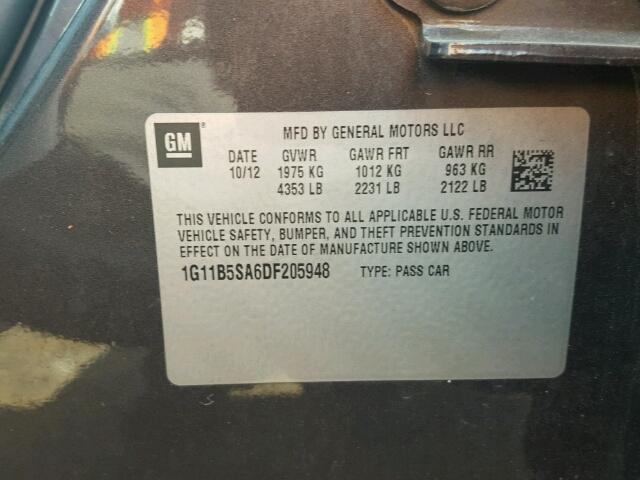 GM®
MFD BY GENERAL MOTORS LLC
DATE GVWR GAWR FRT GAWR RR
10/12 1975 KG 1012 KG 963 KG
4353 LB 2231 LB 2122 LB
THIS VEHICLE CONFORMS TO ALL APPLICABLE U.S. FEDERAL MOTOR
VEHICLE SAFETY, BUMPER, AND THEFT PREVENTION STANDARDS IN
EFFECT ON THE DATE OF MANUFACTURE SHOWN ABOVE.
1G11B5SA6DF205948 TYPE: PASS CAR